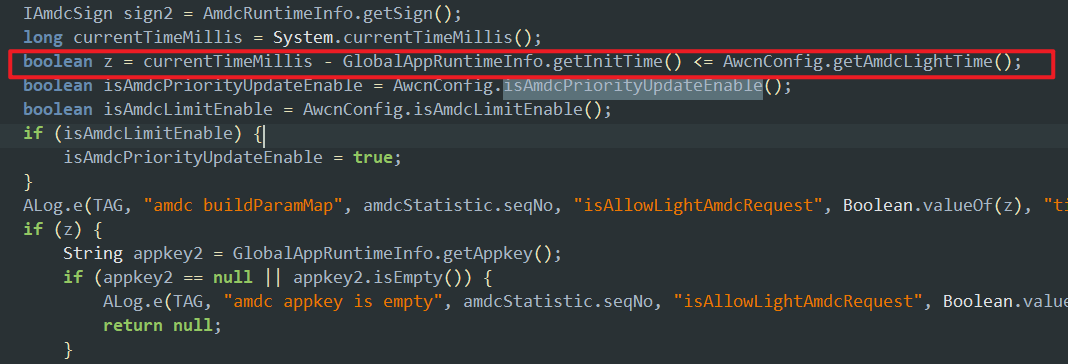 IAmdcSign sign2 = AmdcRuntimeInfo.getSign();
long currentTimeMillis = System.currentTimeMillis();
boolean z = currentTimeMillis - GlobalAppRuntimeInfo.getInitTime() <= AwcnConfig.getAmdcLightTime();
boolean isAmdcPriorityUpdateEnable = AwcnConfig.isAmdcPriorityUpdateEnable();
boolean isAmdcLimitEnable = AwcnConfig.isAmdcLimitEnable();
if (isAmdcLimitEnable) {
    isAmdcPriorityUpdateEnable = true;
}
ALog.e(TAG, "amdc buildParamMap", amdcStatistic.seqNo, "isAllowLightAmdcRequest", Boolean.valueOf(z), "ti
if (z) {
    String appkey2 = GlobalAppRuntimeInfo.getAppkey();
    if (appkey2 == null || appkey2.isEmpty()) {
        ALog.e(TAG, "amdc appkey is empty", amdcStatistic.seqNo, "isAllowLightAmdcRequest", Boolean.value
        return null;
    }